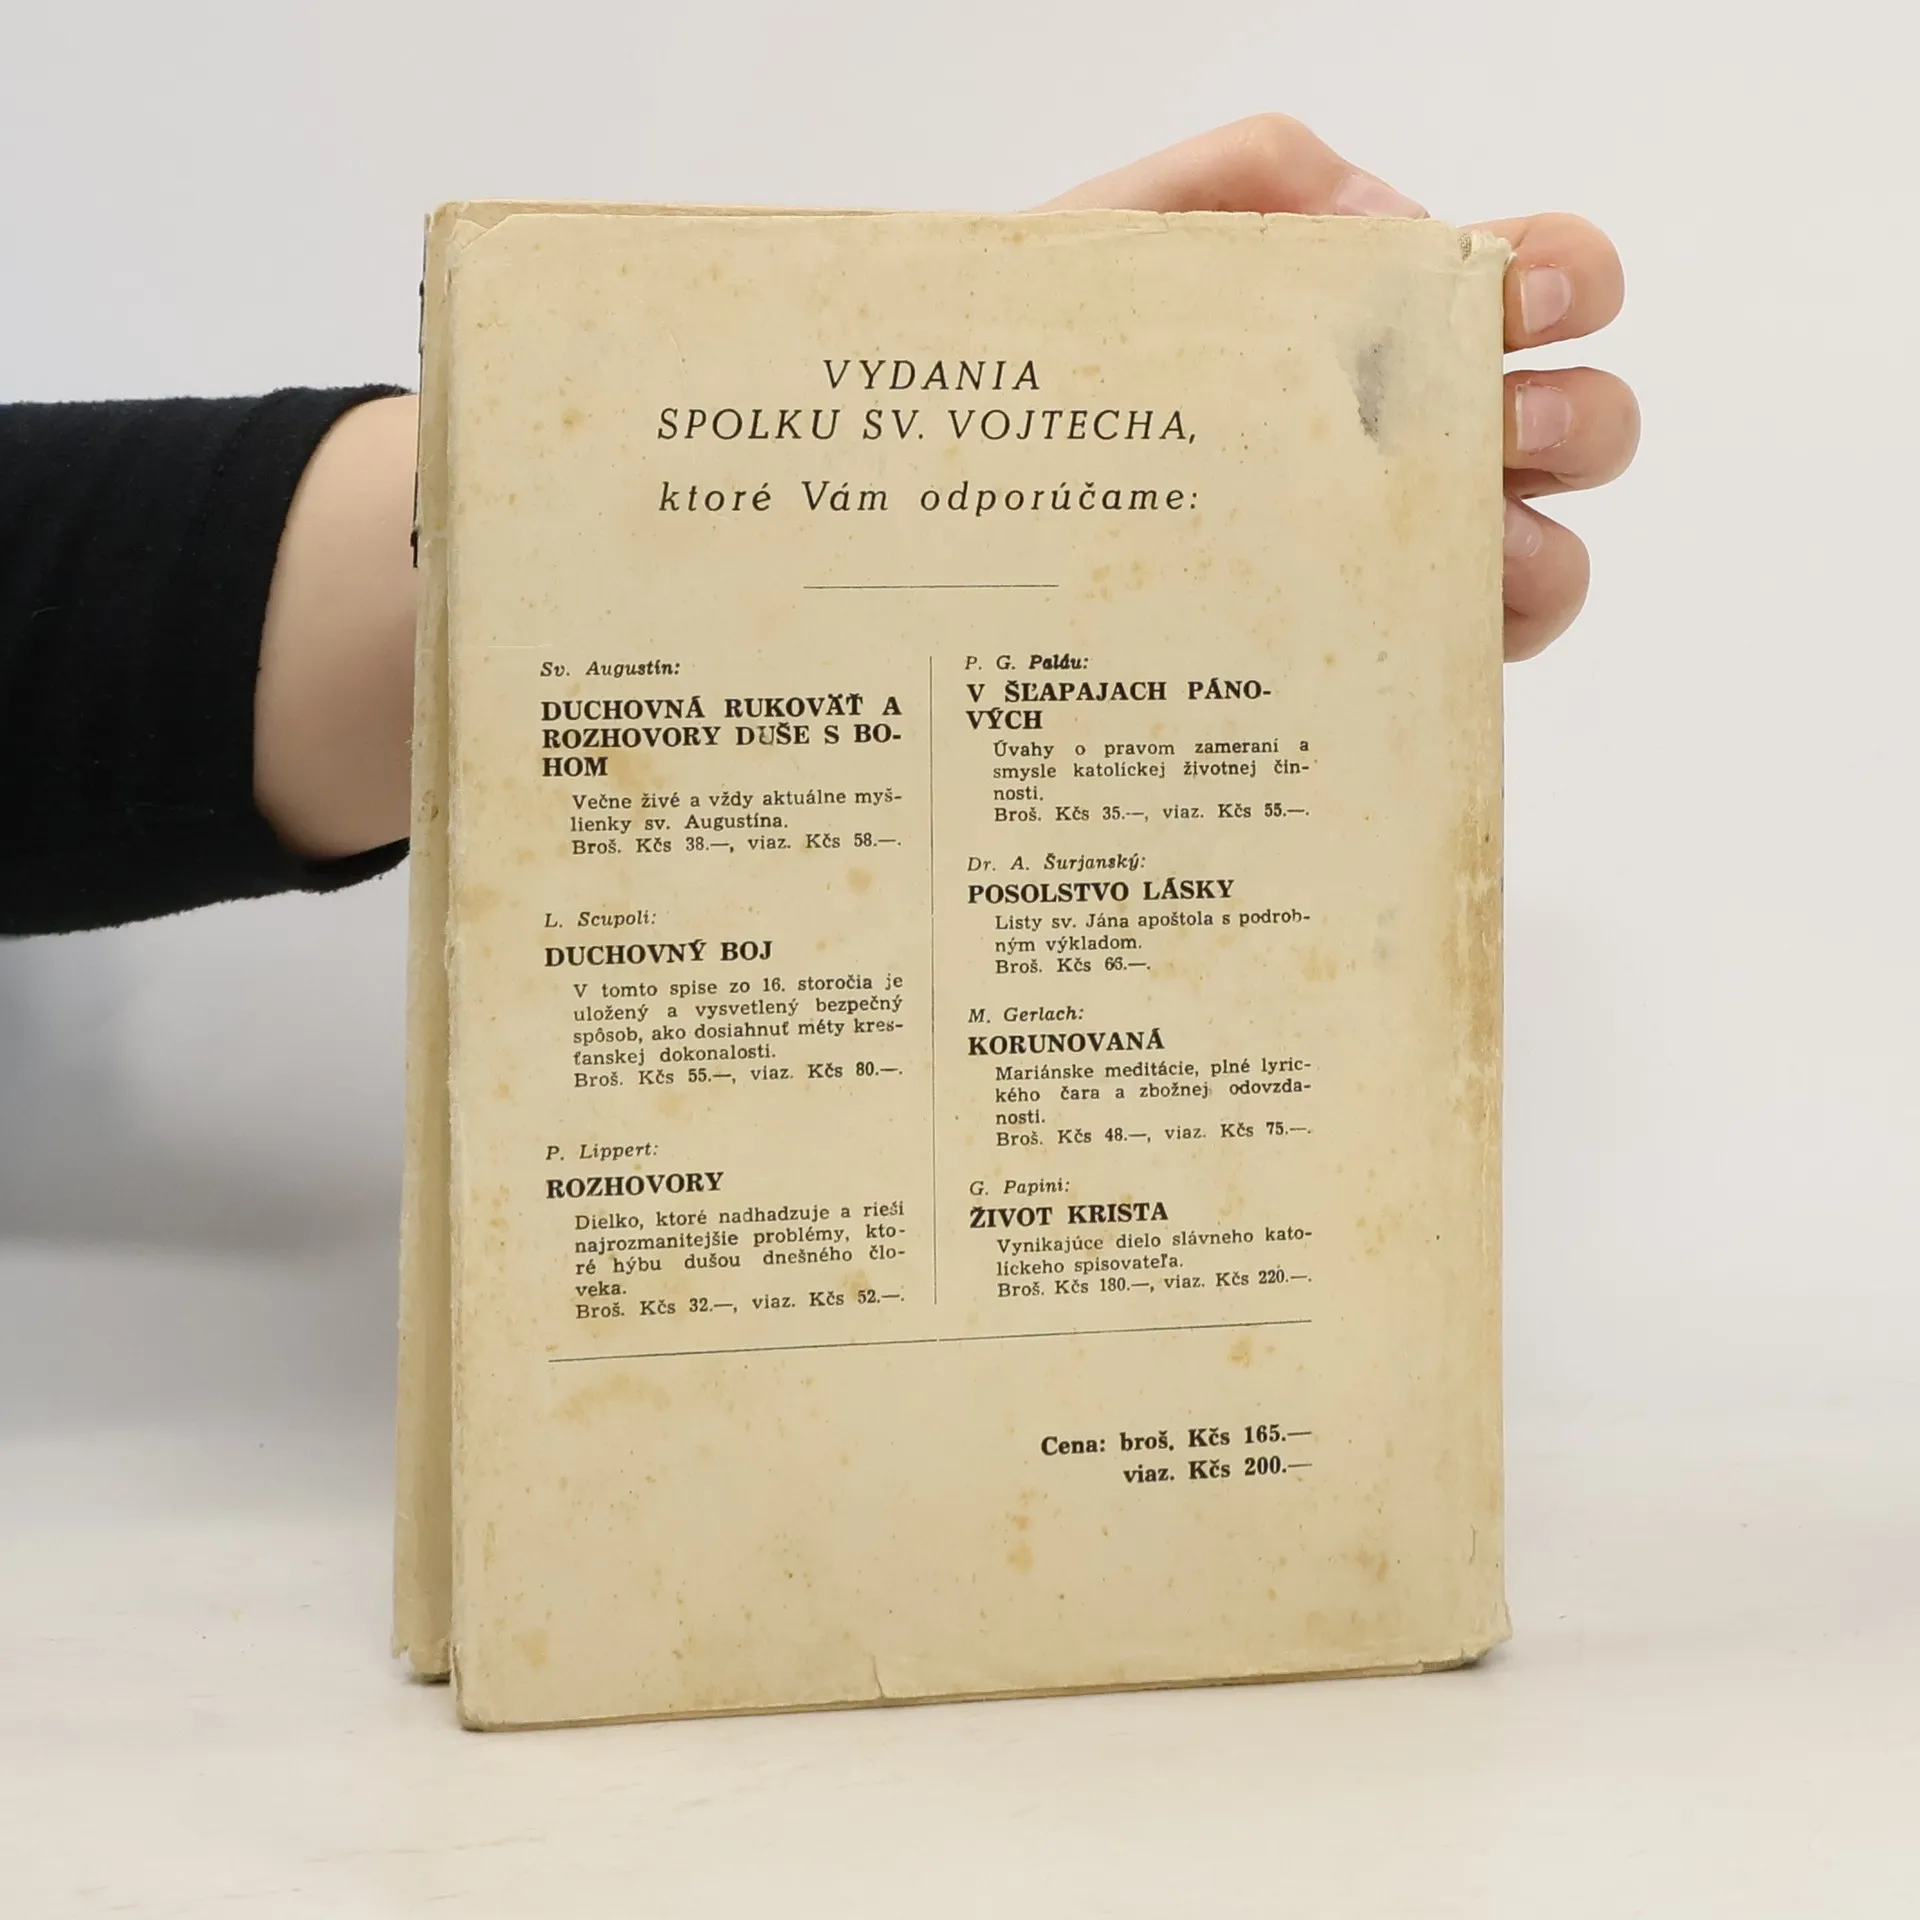 VYDANIA
SPOLKU SV. VOJTECHA,
ktoré Vám odporúčame:
Sv. Augustín:
DUCHOVNÁ RUKOVÄŤ A
ROZHOVORY DUŠE S BO-
HOM
Večne živé a vždy aktuálne myš-
lienky sv. Augustína.
Broš. Kčs 38.—, viaz. Kčs 58.—.
L. Scupoli:
DUCHOVNÝ BOJ
V tomto spise zo 16. storočia je
uložený a vysvetlený bezpečný
spôsob, ako dosiahnuť méty kres-
ťanskej dokonalosti.
Broš. Kčs 55.—, viaz. Kčs 80.—.
P. Lippert:
ROZHOVORY
Dielko, ktoré nadhadzuje a rieši
najrozmanitejšie problémy, kto-
ré hýbu dušou dnešného člo-
veka.
Broš. Kčs 32.—, viaz. Kčs 52.—.
P. G. Paláu:
V ŠĽAPAJACH PÁNO-
VÝCH
Úvahy o pravom zameraní a
smysle katolíckej životnej čin-
nosti.
Broš. Kčs 35.—, viaz. Kčs 55.—.
Dr. A. Šurjanský:
POSOLSTVO LÁSKY
Listy sv. Jána apoštola s podrob-
ným výkladom.
Broš. Kčs 66.—.
M. Gerlach:
KORUNOVANÁ
Mariánske meditácie, plné lyric-
kého čara a zbožnej odovzda-
nosti.
Broš. Kčs 48.—, viaz. Kčs 75.—.
G. Papini:
ŽIVOT KRISTA
Vynikajúce dielo slávneho kato-
líckeho spisovateľa.
Broš. Kčs 180.—, viaz. Kčs 220.—.
Cena: broš. Kčs 165.—
viaz. Kčs 200.—